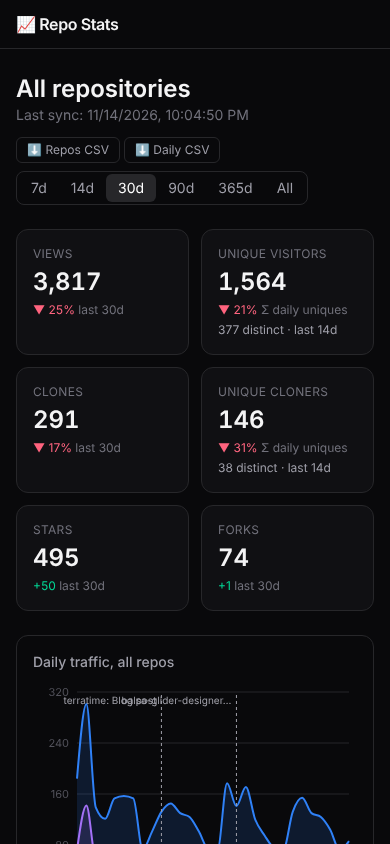 📈 Repo Stats
All repositories
Last sync: 11/14/2026, 10:04:50 PM
⬇️ Repos CSV ⬇️ Daily CSV
7d 14d 30d 90d 365d All
VIEWS
3,817
▼ 25% last 30d
UNIQUE VISITORS
1,564
▼ 21% Σ daily uniques
377 distinct · last 14d
CLONES
291
▼ 17% last 30d
UNIQUE CLONERS
146
▼ 31% Σ daily uniques
38 distinct · last 14d
STARS
495
+50 last 30d
FORKS
74
+1 last 30d
Daily traffic, all repos
320
terratime:
240
160